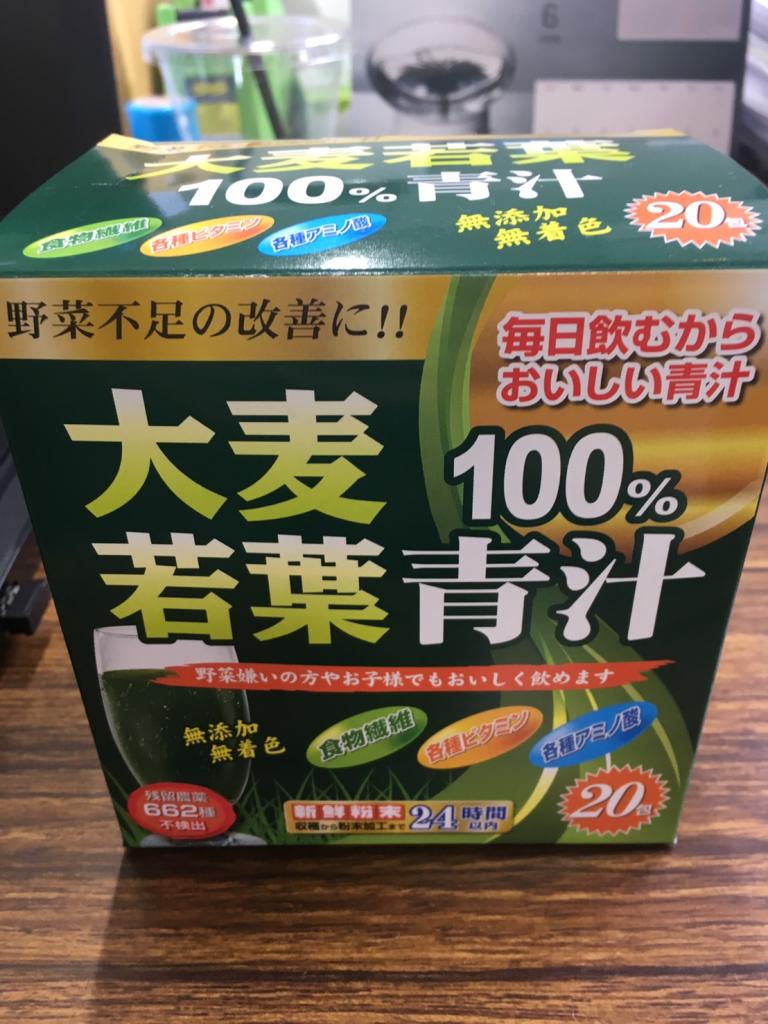 6
大麦若葉
100%青汁
食物繊維
各種ビタミン
各種アミノ酸
無添加
無着色
20包
野菜不足の改善に!!
毎日飲むから
おいしい青汁
大麦
若葉
100%
青汁
野菜嫌いの方やお子様でもおいしく飲めます
無添加
無着色
食物繊維
各種ビタミン
各種アミノ酸
残留農薬
662種
不検出
新鮮粉末
収穫から粉末加工まで
24時間
以内
20包